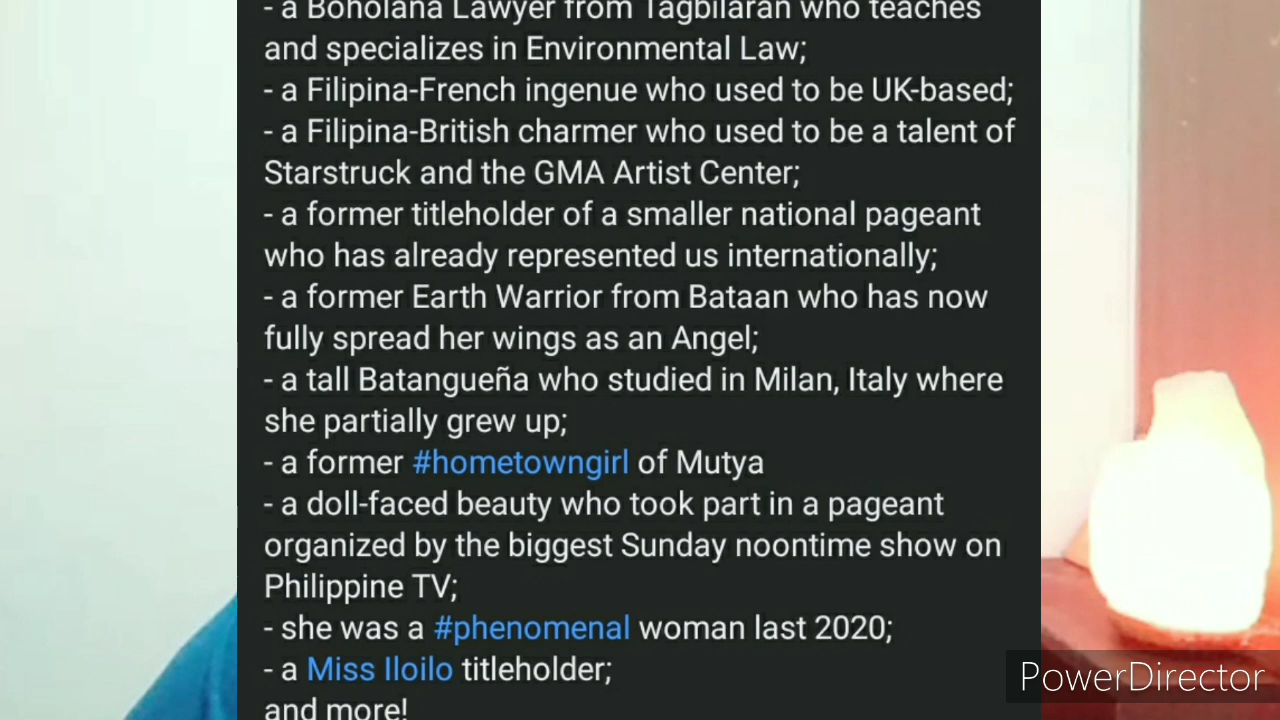 - a Boholana Lawyer from Tagbilaran who teaches
and specializes in Environmental Law;
- a Filipina-French ingenue who used to be UK-based;
- a Filipina-British charmer who used to be a talent of
Starstruck and the GMA Artist Center;
- a former titleholder of a smaller national pageant
who has already represented us internationally;
- a former Earth Warrior from Bataan who has now
fully spread her wings as an Angel;
- a tall Batangueña who studied in Milan, Italy where
she partially grew up;
- a former #hometowngirl of Mutya
- a doll-faced beauty who took part in a pageant
organized by the biggest Sunday noontime show on
Philippine TV;
- she was a #phenomenal woman last 2020;
- a Miss Iloilo titleholder;
and more!
PowerDirector